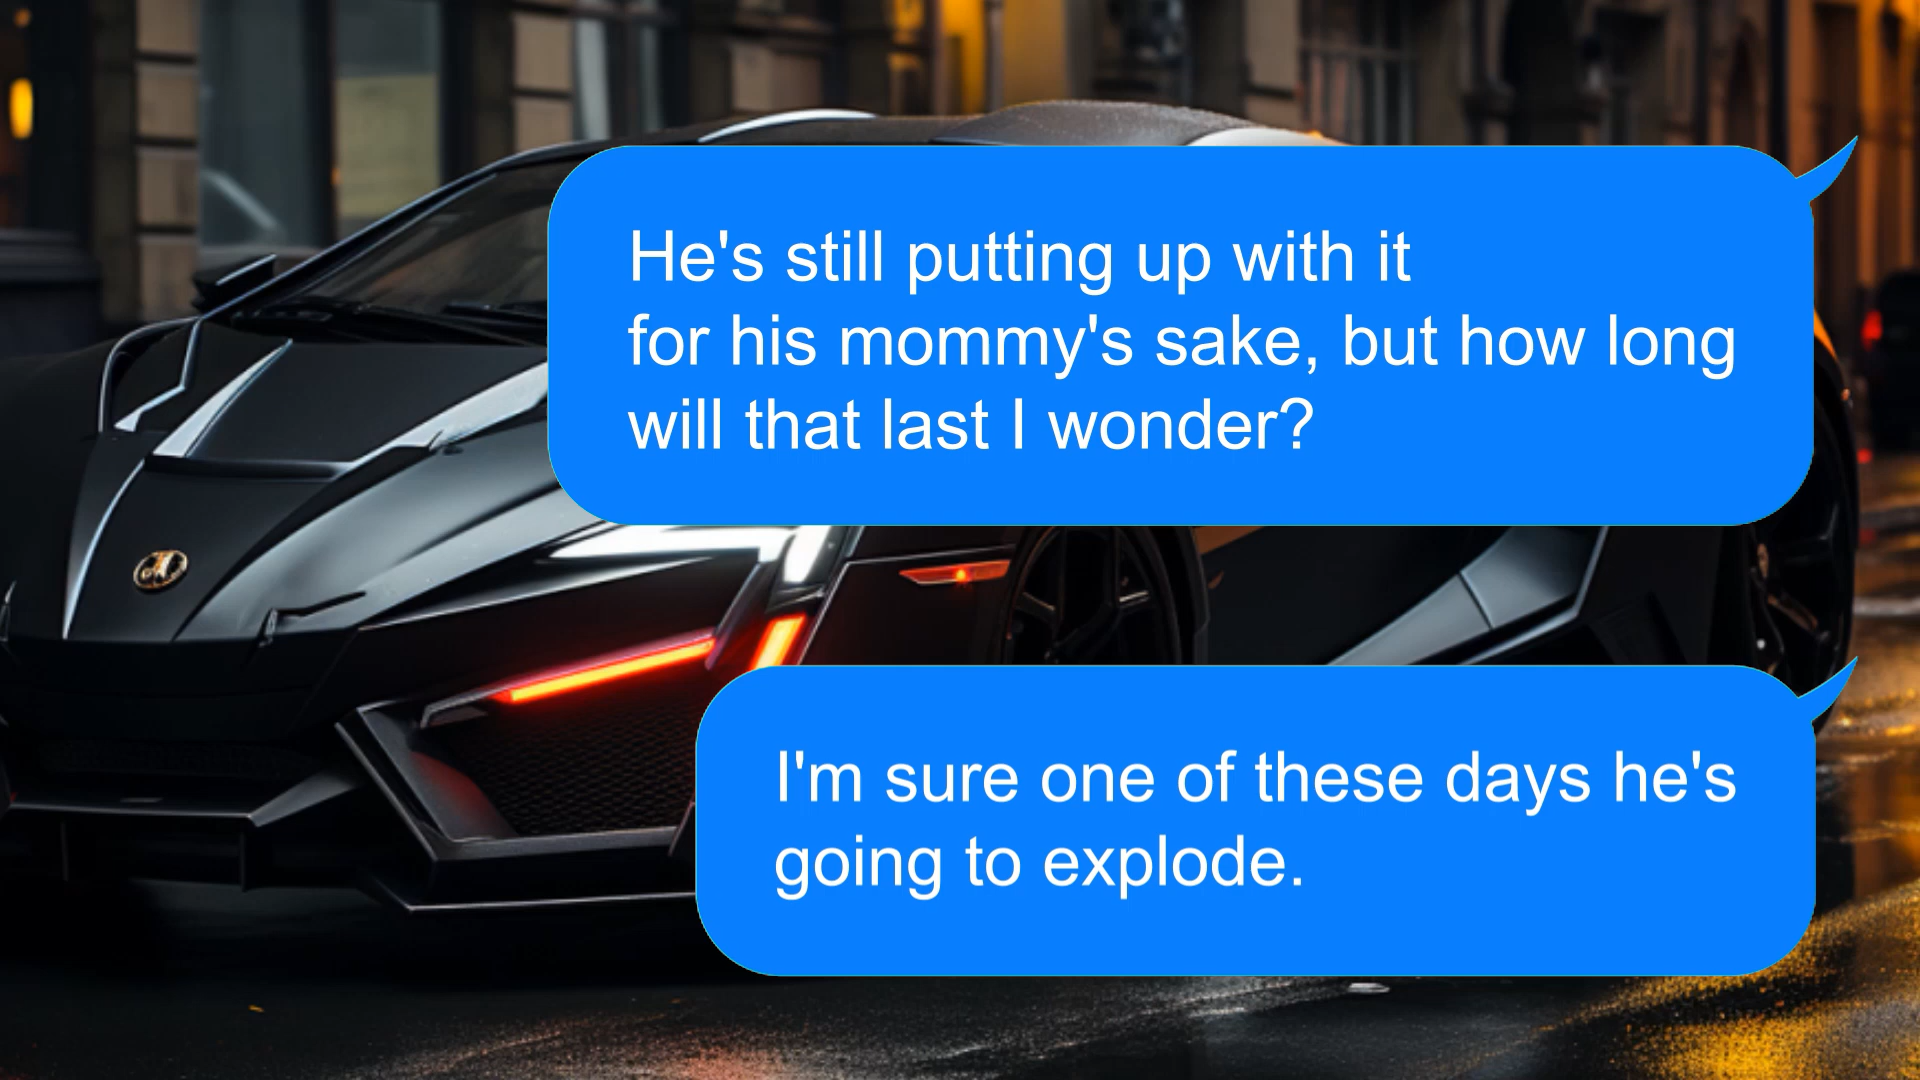 He's still putting up with it
for his mommy's sake, but how long
will that last I wonder?
I'm sure one of these days he's
going to explode.